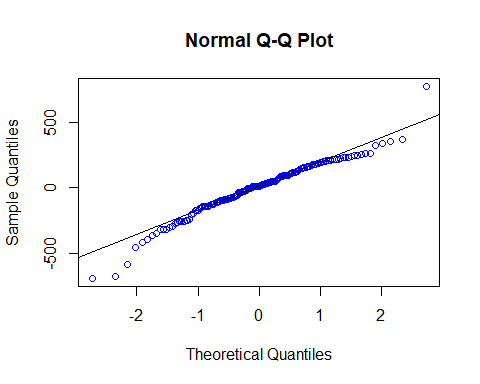 Normal Q-Q Plot
Sample Quantiles
500
0
-500
-2
-1
0
1
2
Theoretical Quantiles